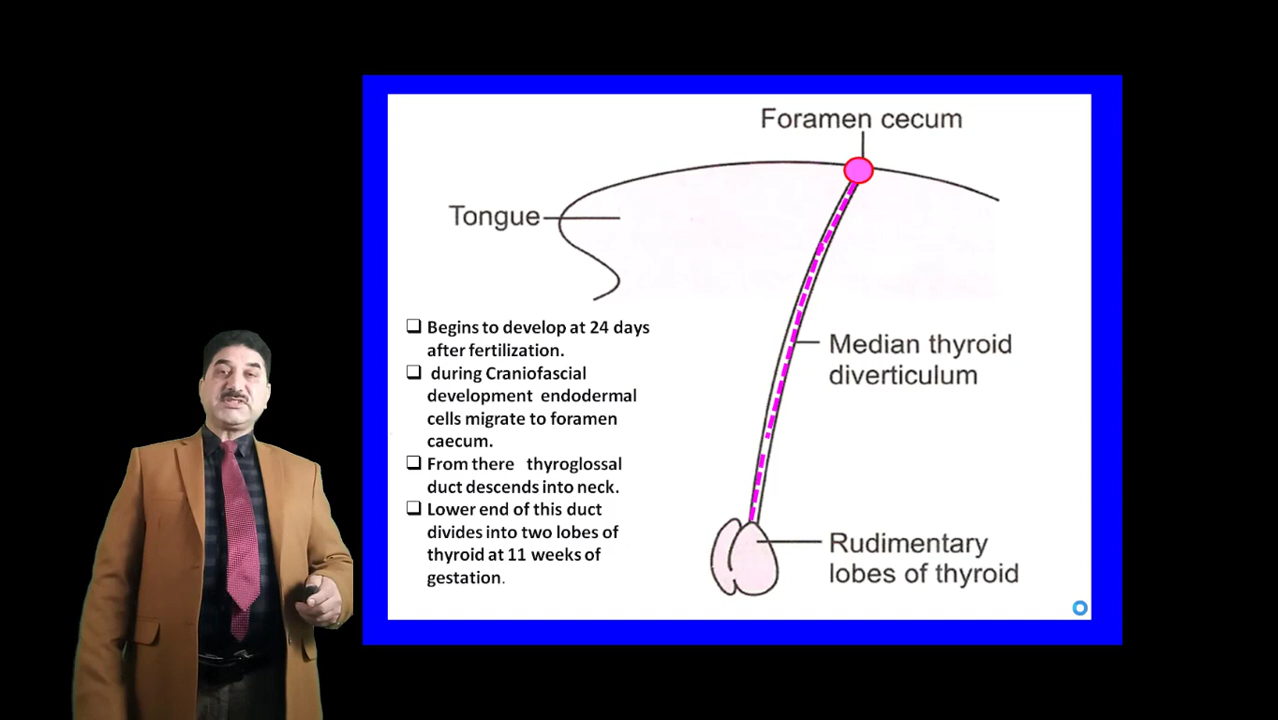 Foramen cecum
Tongue
❑ Begins to develop at 24 days
after fertilization.
❑ during Craniofascial
development endodermal
cells migrate to foramen
caecum.
❑ From there thyroglossal
duct descends into neck.
❑ Lower end of this duct
divides into two lobes of
thyroid at 11 weeks of
gestation.
Median thyroid
diverticulum
Rudimentary
lobes of thyroid